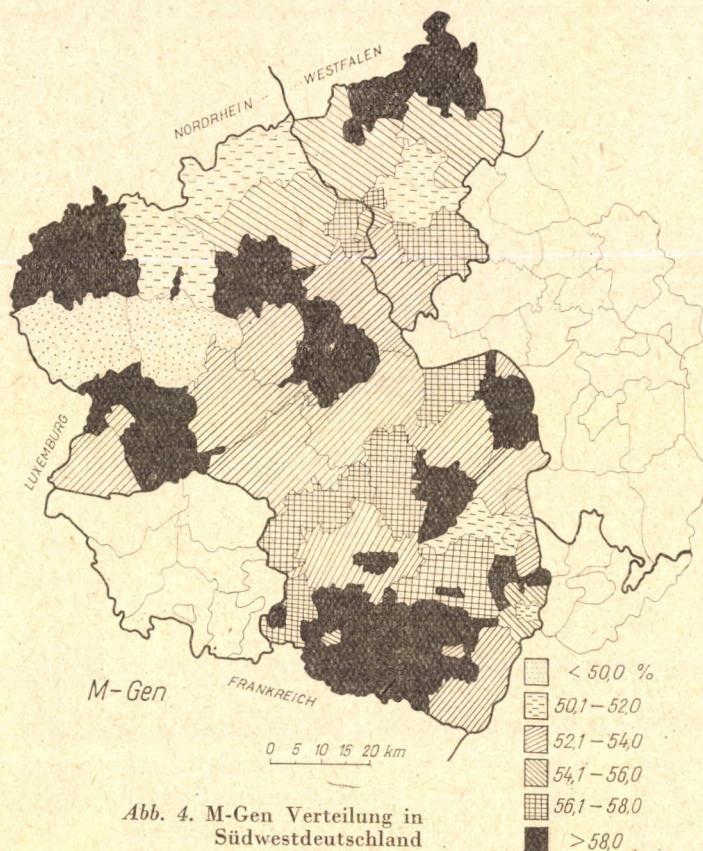 NORDRHEIN - WESTFALEN
LUXEMBURG
M-Gen
FRANKREICH
0 5 10 15 20 km
< 50,0 %
50,1 – 52,0
52,1 – 54,0
54,1 – 56,0
56,1 – 58,0
> 58,0
Abb. 4. M-Gen Verteilung in
Südwestdeutschland